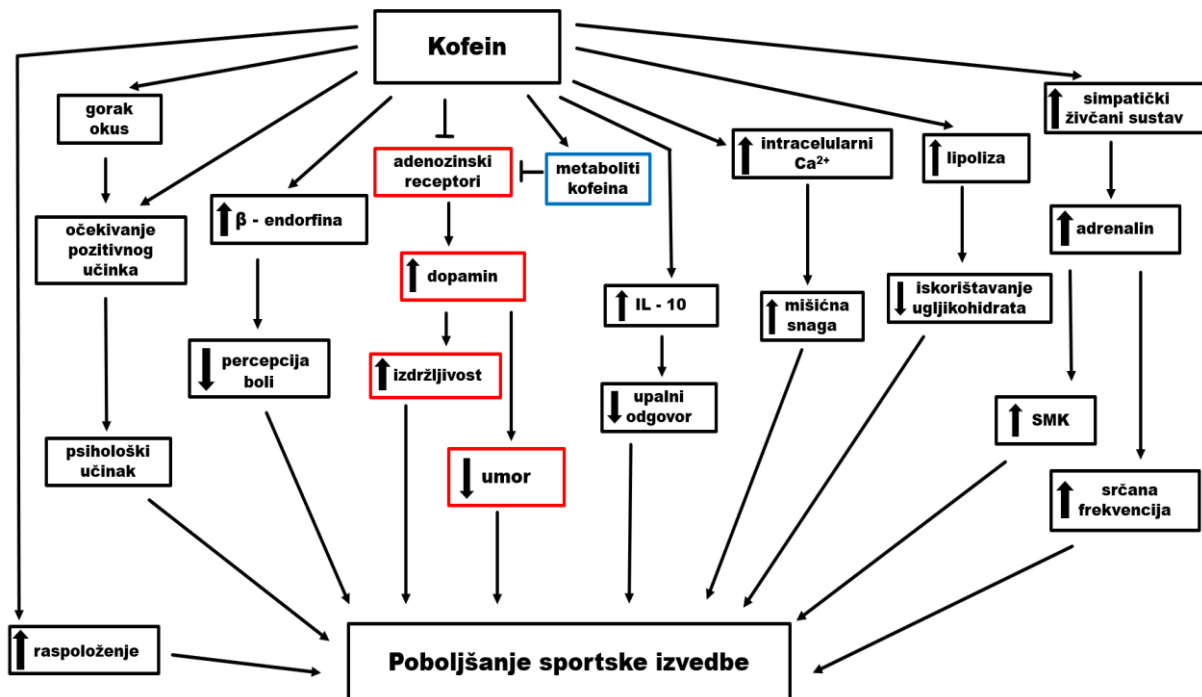 Kofein
gorak
okus
adenozinski
receptori
metaboliti
kofeina
intracelularni
Ca²⁺
lipoliza
simpatički
živčani sustav
očekivanje
pozitivnog
učinka
β - endorfina
dopamin
adrenalin
IL - 10
mišićna
snaga
iskorištavanje
ugljikohidrata
percepcija
boli
izdržljivost
upalni
odgovor
SMK
psihološki
učinak
umor
srčana
frekvencija
raspoloženje
Poboljšanje sportske izvedbe